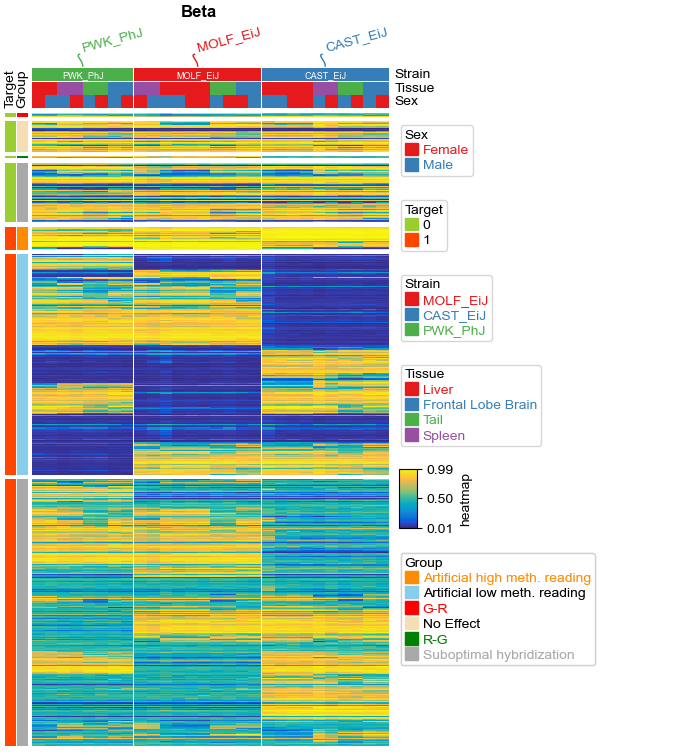 Beta
PWK_PhJ
MOLF_EiJ
CAST_EiJ
Target
Group
PWK_PhJ
MOLF_EiJ
CAST_EiJ
Strain
Tissue
Sex
Sex
Female
Male
Target
0
1
Strain
MOLF_EiJ
CAST_EiJ
PWK_PhJ
Tissue
Liver
Frontal Lobe Brain
Tail
Spleen
0.99
0.50
0.01
heatmap
Group
Artificial high meth. reading
Artificial low meth. reading
G-R
No Effect
R-G
Suboptimal hybridization